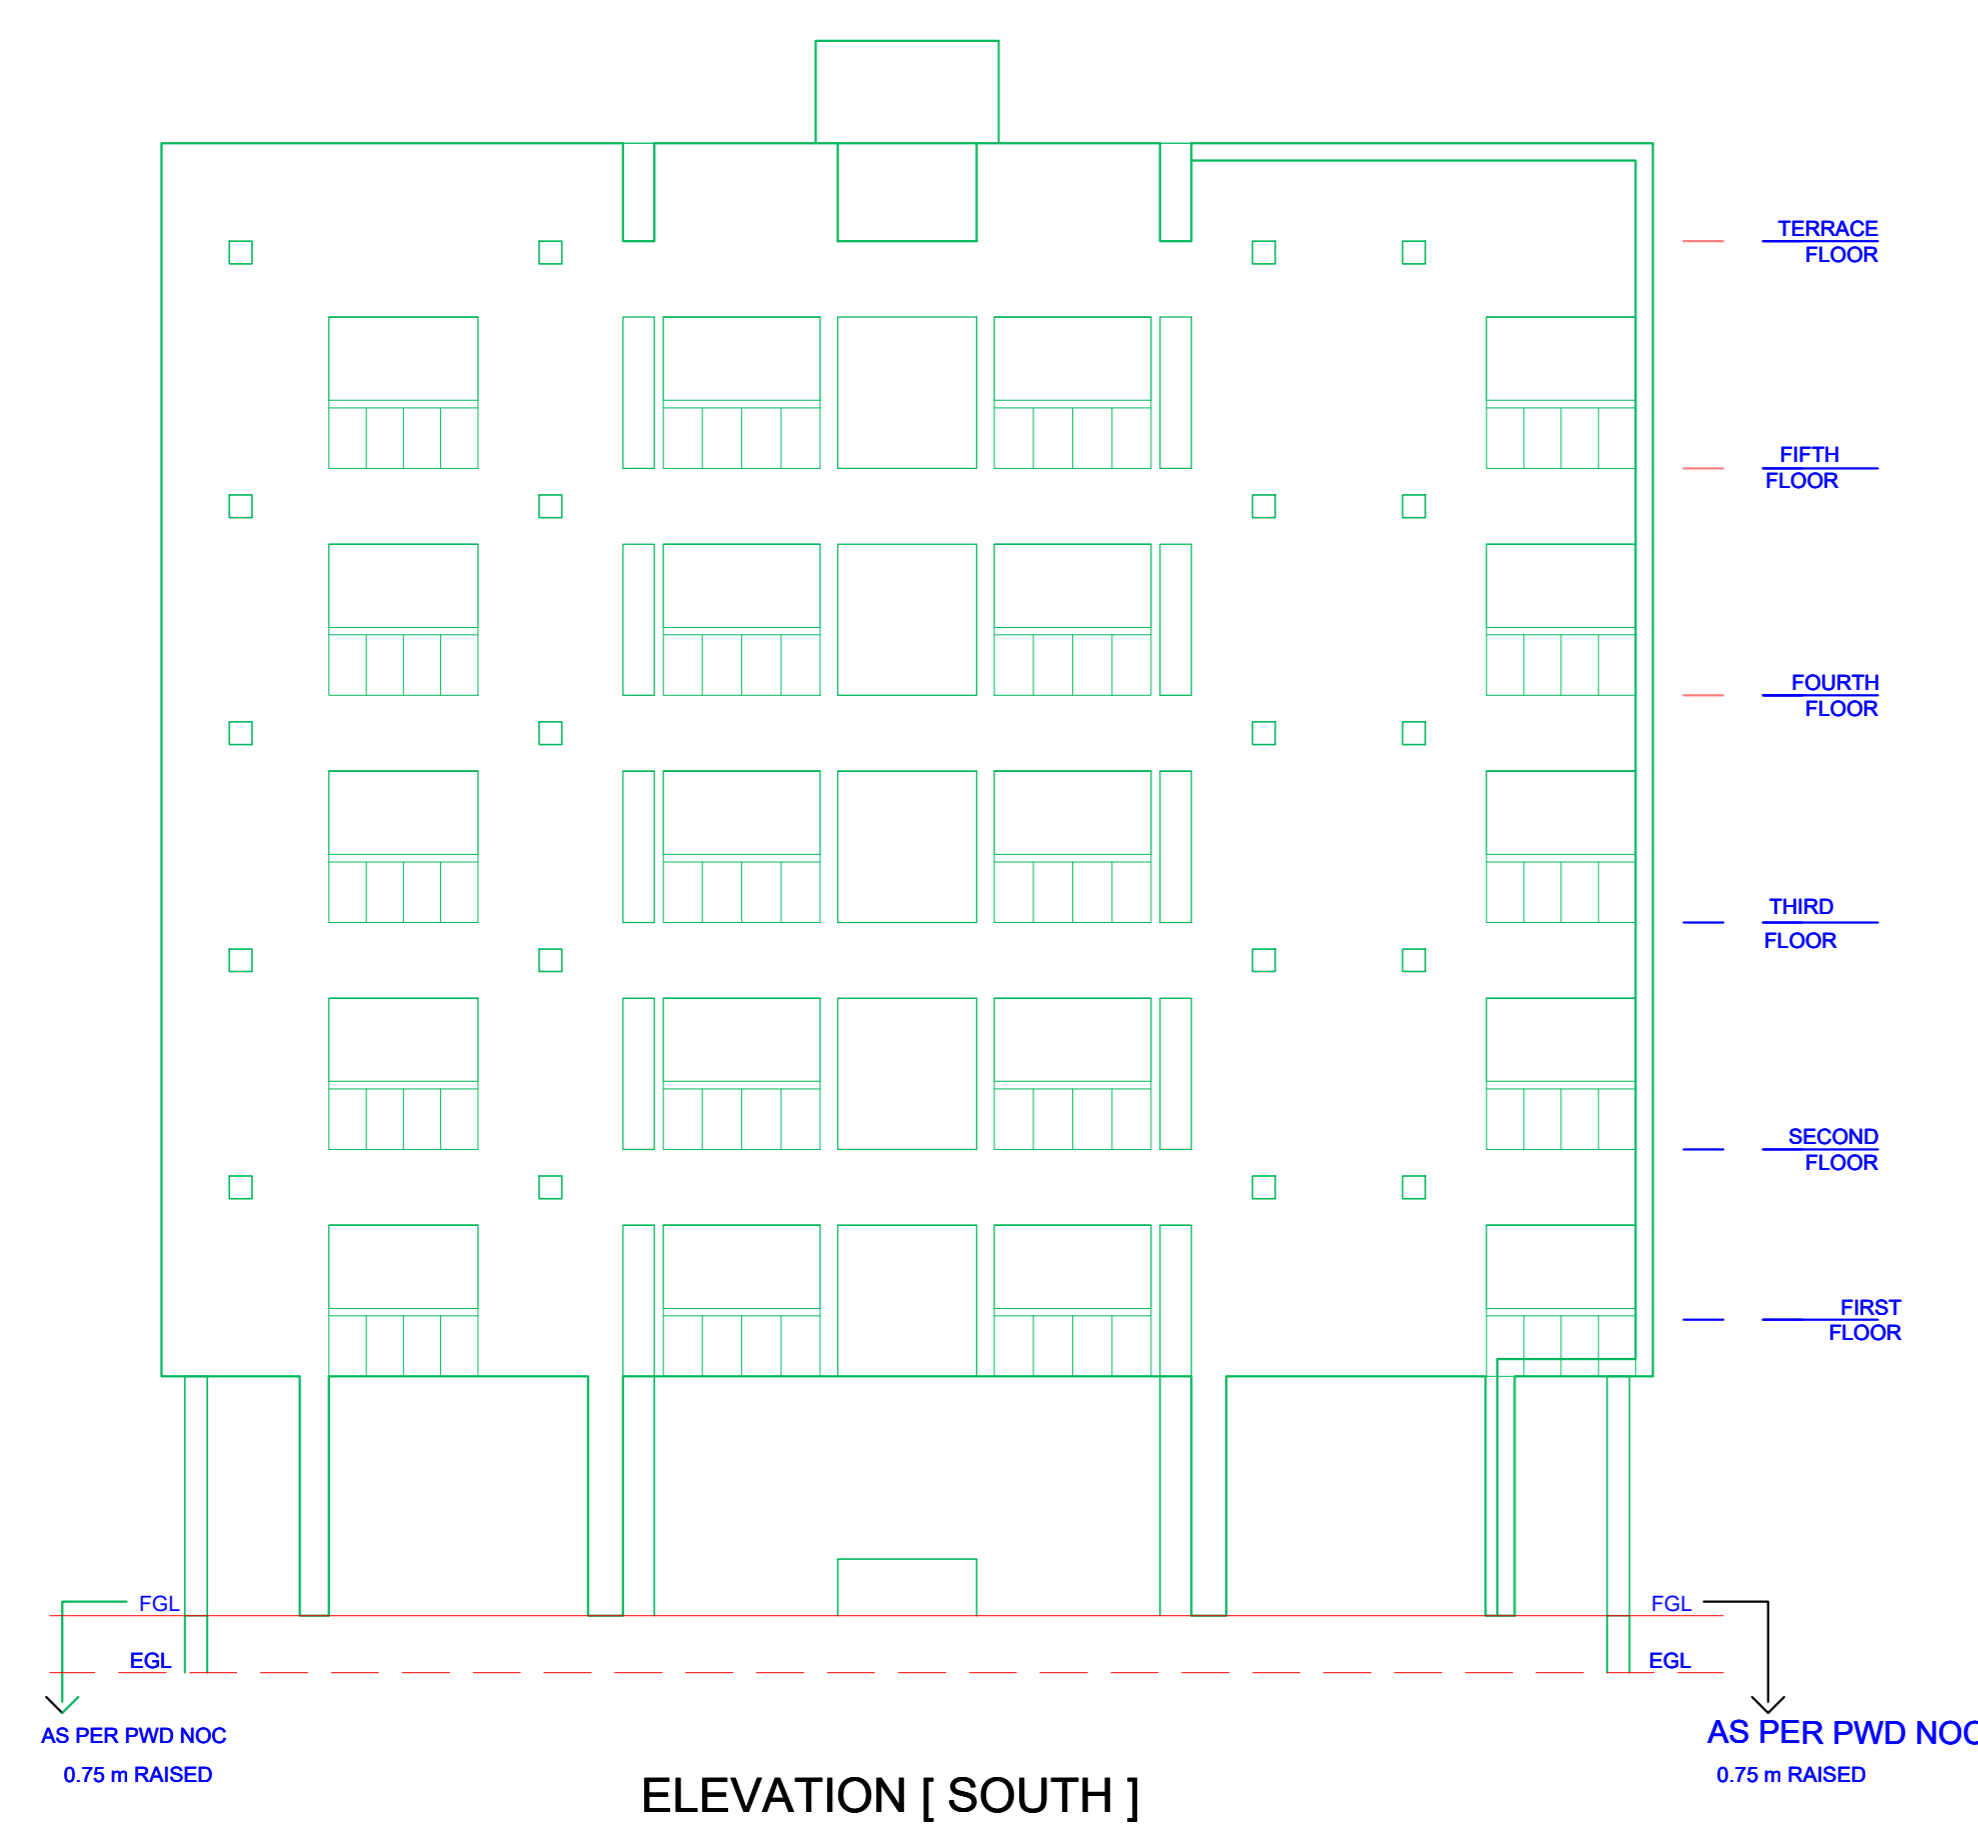 TERRACE
FLOOR
FIFTH
FLOOR
FOURTH
FLOOR
THIRD
FLOOR
SECOND
FLOOR
FIRST
FLOOR
FGL
FGL
EGL
EGL
AS PER PWD NOC
0.75 m RAISED
AS PER PWD NOC
0.75 m RAISED
ELEVATION [ SOUTH ]